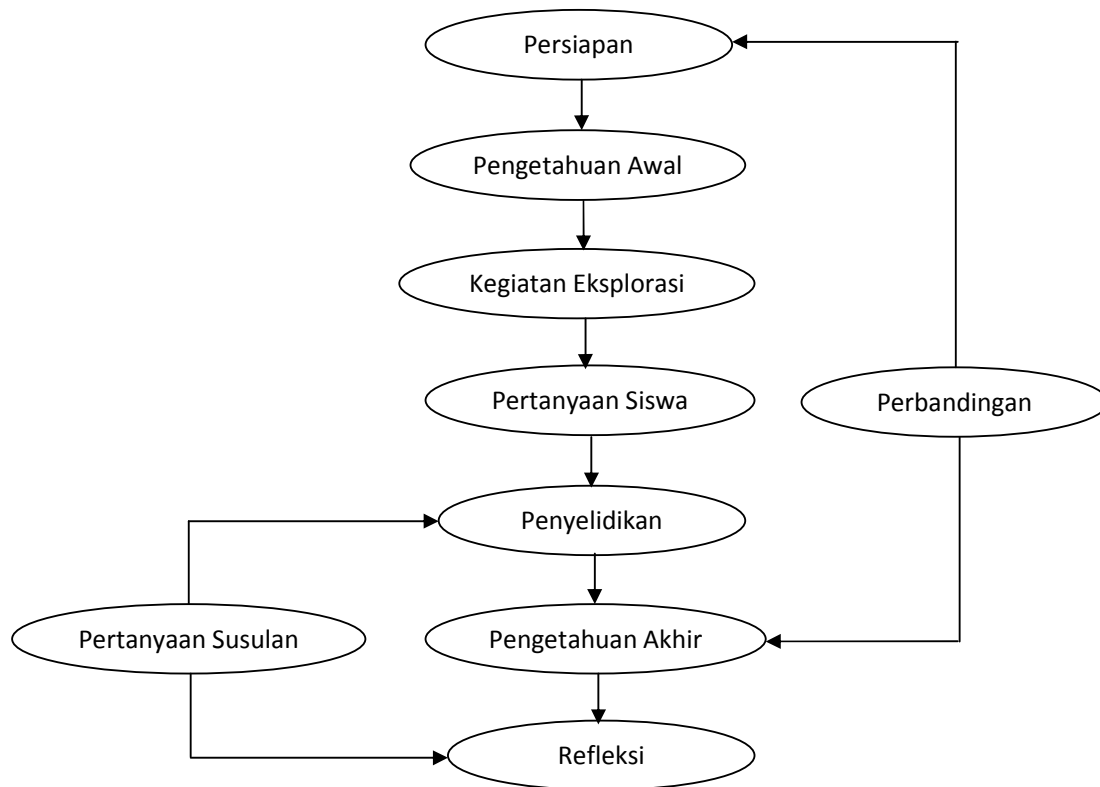 Persiapan
Pengetahuan Awal
Kegiatan Eksplorasi
Pertanyaan Siswa
Perbandingan
Penyelidikan
Pertanyaan Susulan
Pengetahuan Akhir
Refleksi